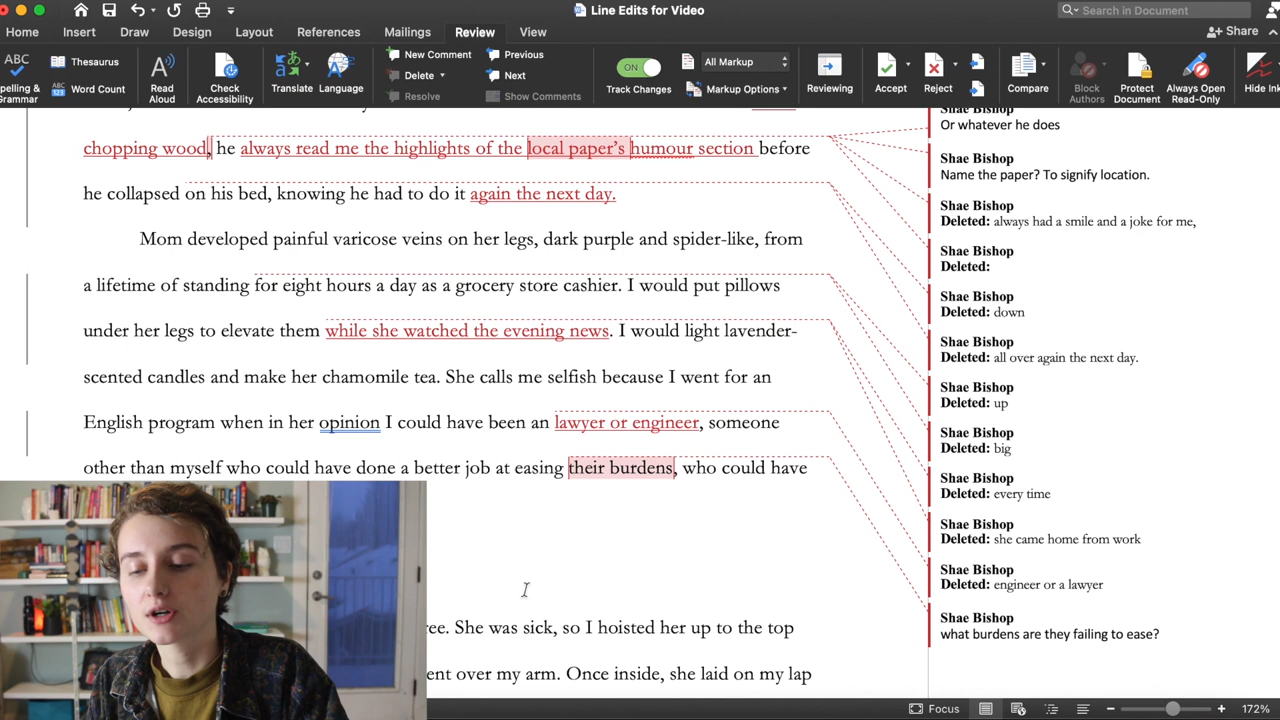 Line Edits for Video
Search in Document
Home Insert Draw Design Layout References Mailings Review View
Share
ABC
Spelling &
Grammar
Thesaurus
ABC
123
Word Count
A
Read
Aloud
Check
Accessibility
Translate
Language
New Comment
Delete
Resolve
Previous
Next
Show Comments
ON
Track Changes
All Markup
Markup Options
Reviewing
Accept
Reject
Compare
Block
Authors
Protect
Document
Always Open
Read-Only
Hide Ink
chopping wood, he always read me the highlights of the local paper's humour section before
he collapsed on his bed, knowing he had to do it again the next day.
Mom developed painful varicose veins on her legs, dark purple and spider-like, from
a lifetime of standing for eight hours a day as a grocery store cashier. I would put pillows
under her legs to elevate them while she watched the evening news. I would light lavender-
scented candles and make her chamomile tea. She calls me selfish because I went for an
English program when in her opinion I could have been an lawyer or engineer, someone
other than myself who could have done a better job at easing their burdens, who could have
ree. She was sick, so I hoisted her up to the top
ent over my arm. Once inside, she laid on my lap
Shae Bishop
Or whatever he does
Shae Bishop
Name the paper? To signify location.
Shae Bishop
Deleted: always had a smile and a joke for me,
Shae Bishop
Deleted:
Shae Bishop
Deleted: down
Shae Bishop
Deleted: all over again the next day.
Shae Bishop
Deleted: up
Shae Bishop
Deleted: big
Shae Bishop
Deleted: every time
Shae Bishop
Deleted: she came home from work
Shae Bishop
Deleted: engineer or a lawyer
Shae Bishop
what burdens are they failing to ease?
Focus
172%